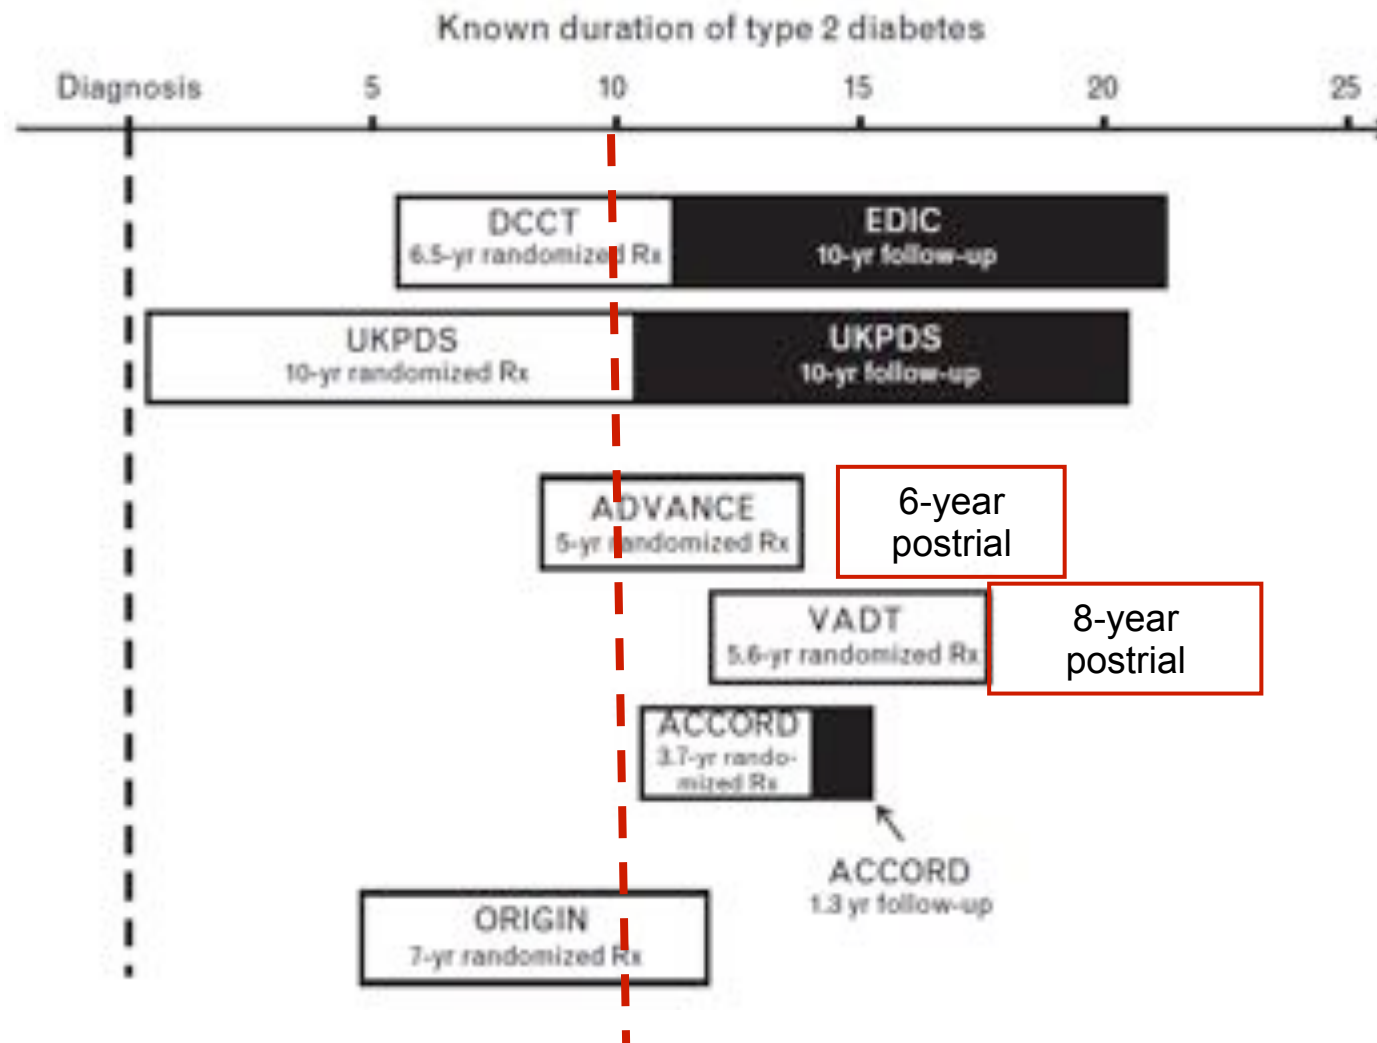 Known duration of type 2 diabetes
Diagnosis 5 10 15 20 25
DCCT
6.5-yr randomized Rx
EDIC
10-yr follow-up
UKPDS
10-yr randomized Rx
UKPDS
10-yr follow-up
ADVANCE
5-yr randomized Rx
6-year
postrial
VADT
5.6-yr randomized Rx
8-year
postrial
ACCORD
3.7-yr rando-
mized Rx
ACCORD
1.3 yr follow-up
ORIGIN
7-yr randomized Rx